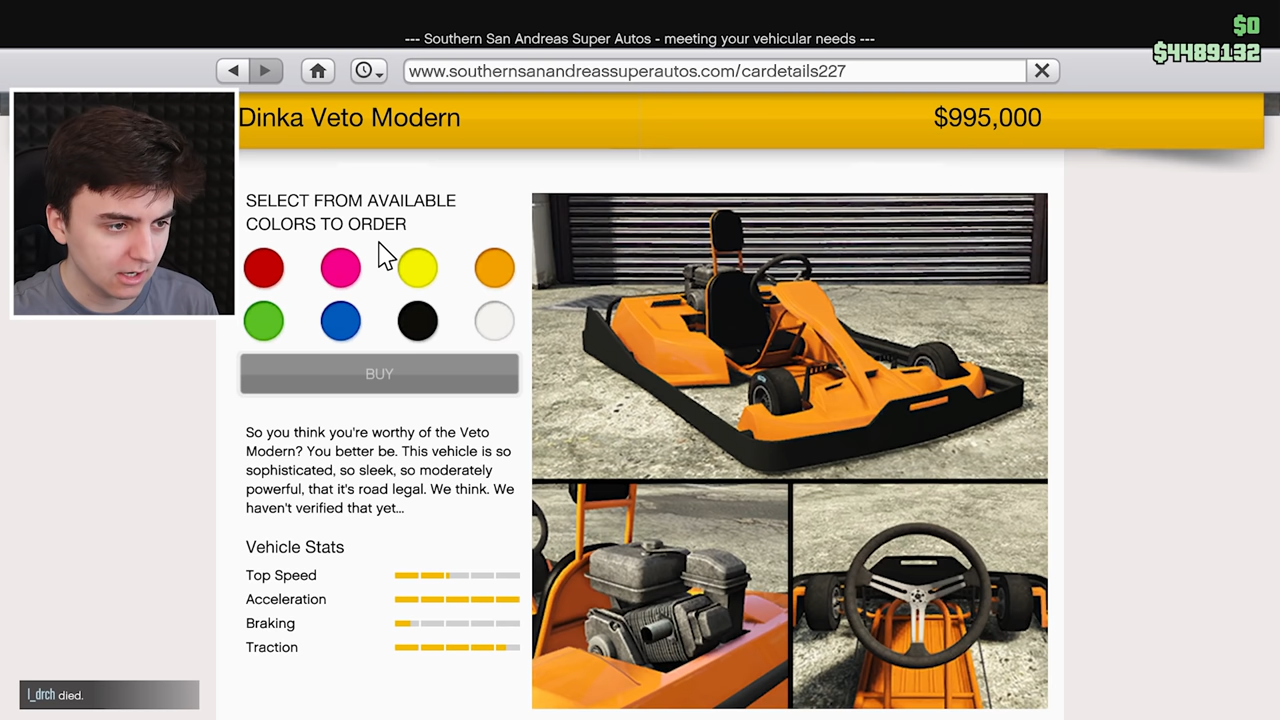 --- Southern San Andreas Super Autos - meeting your vehicular needs ---
$0
$4489132
www.southernsanandreassuperautos.com/cardetails227
Dinka Veto Modern
$995,000
SELECT FROM AVAILABLE
COLORS TO ORDER
BUY
So you think you're worthy of the Veto
Modern? You better be. This vehicle is so
sophisticated, so sleek, so moderately
powerful, that it's road legal. We think. We
haven't verified that yet...
Vehicle Stats
Top Speed
Acceleration
Braking
Traction
l_drch died.